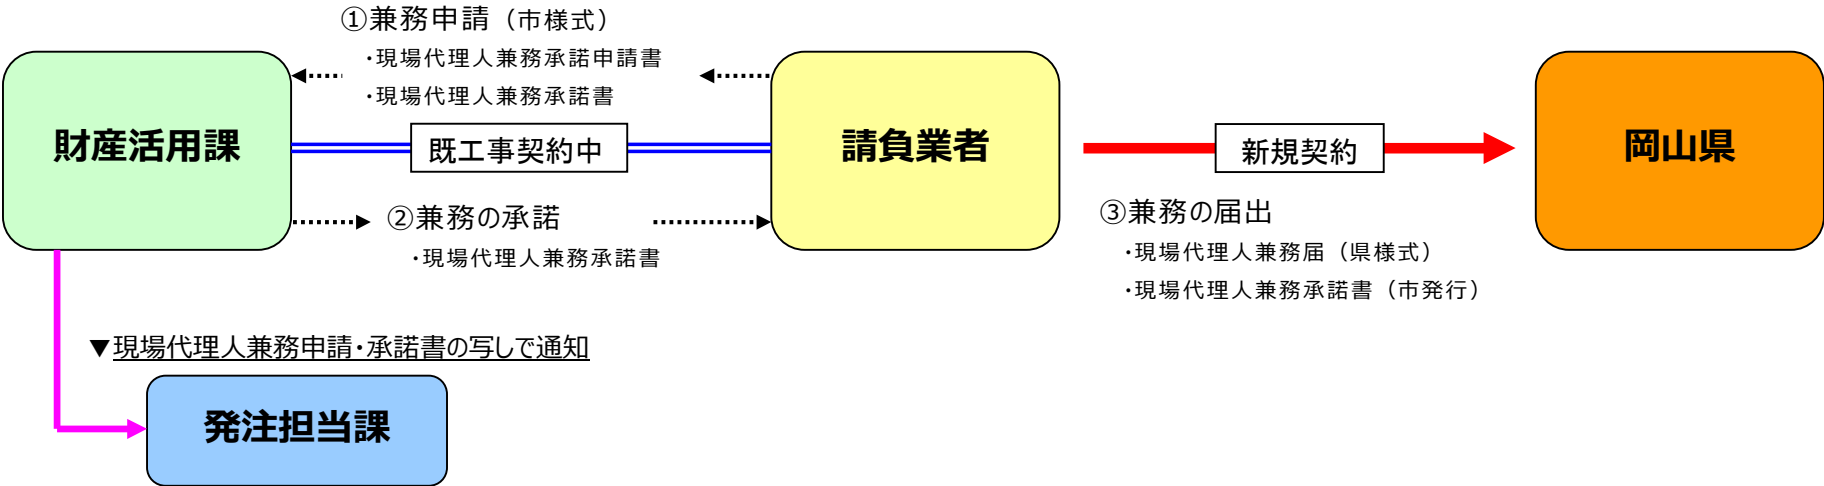 ①兼務申請（市様式）
・現場代理人兼務承諾申請書
・現場代理人兼務承諾書
財産活用課
既工事契約中
請負業者
新規契約
岡山県
②兼務の承諾
・現場代理人兼務承諾書
③兼務の届出
・現場代理人兼務届（県様式）
・現場代理人兼務承諾書（市発行）
▼現場代理人兼務申請・承諾書の写しで通知
発注担当課